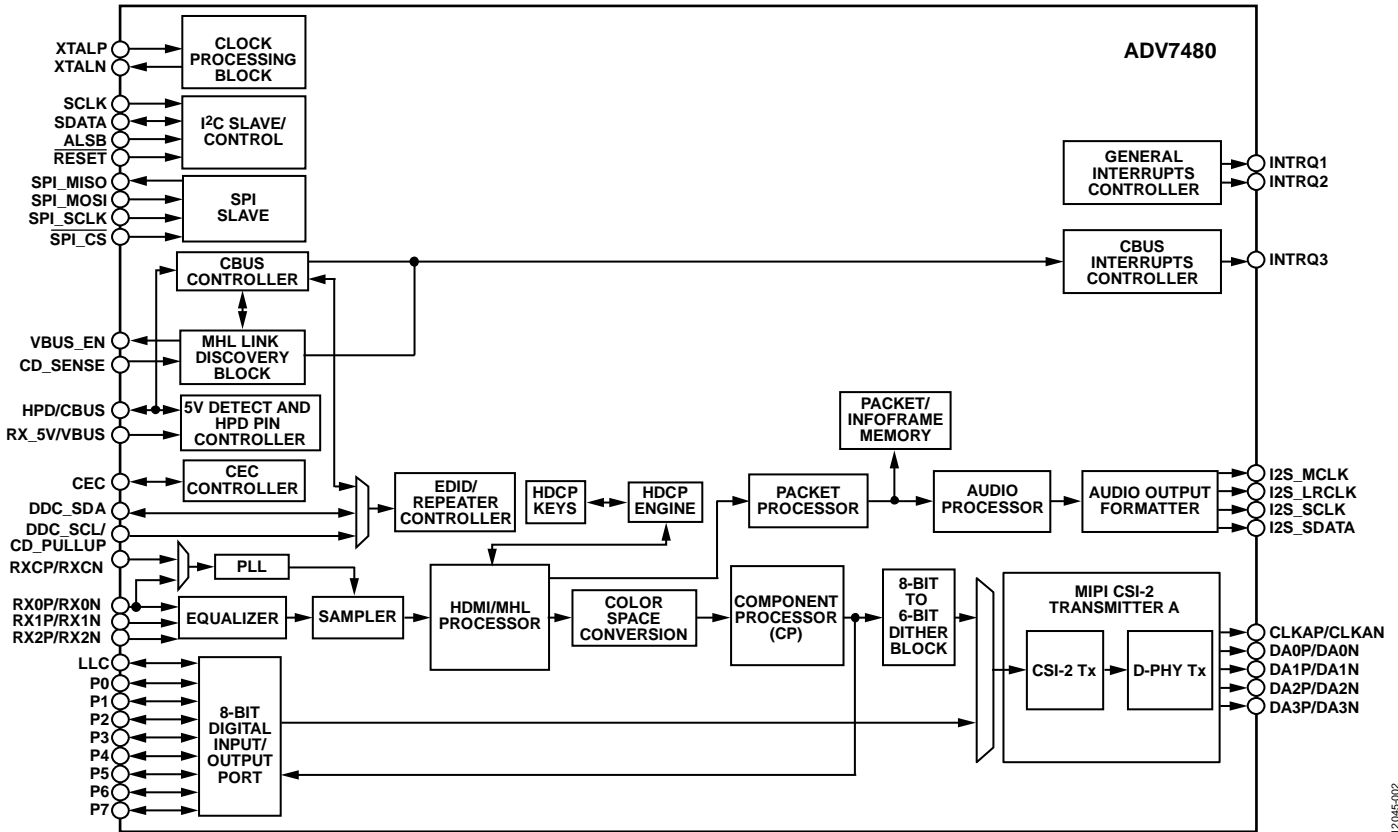 ADV7480
XTALP
XTALN
CLOCK
PROCESSING
BLOCK
SCLK
SDATA
ALSB
RESET
I2C SLAVE/
CONTROL
SPI_MISO
SPI_MOSI
SPI_SCLK
SPI_CS
SPI
SLAVE
GENERAL
INTERRUPTS
CONTROLLER
INTRQ1
INTRQ2
CBUS
CONTROLLER
CBUS
INTERRUPTS
CONTROLLER
INTRQ3
VBUS_EN
CD_SENSE
MHL LINK
DISCOVERY
BLOCK
HPD/CBUS
RX_5V/VBUS
5V DETECT AND
HPD PIN
CONTROLLER
PACKET/
INFOFRAME
MEMORY
CEC
CEC
CONTROLLER
DDC_SDA
DDC_SCL/
CD_PULLUP
EDID/
REPEATER
CONTROLLER
HDCP
KEYS
HDCP
ENGINE
PACKET
PROCESSOR
AUDIO
PROCESSOR
AUDIO OUTPUT
FORMATTER
I2S_MCLK
I2S_LRCLK
I2S_SCLK
I2S_SDATA
RXCP/RXCN
PLL
RX0P/RX0N
RX1P/RX1N
RX2P/RX2N
EQUALIZER
SAMPLER
HDMI/MHL
PROCESSOR
COLOR
SPACE
CONVERSION
COMPONENT
PROCESSOR
(CP)
8-BIT
TO
6-BIT
DITHER
BLOCK
MIPI CSI-2
TRANSMITTER A
CSI-2 Tx
D-PHY Tx
CLKAP/CLKAN
DA0P/DA0N
DA1P/DA1N
DA2P/DA2N
DA3P/DA3N
LLC
P0
P1
P2
P3
P4
P5
P6
P7
8-BIT
DIGITAL
INPUT/
OUTPUT
PORT
12045-002